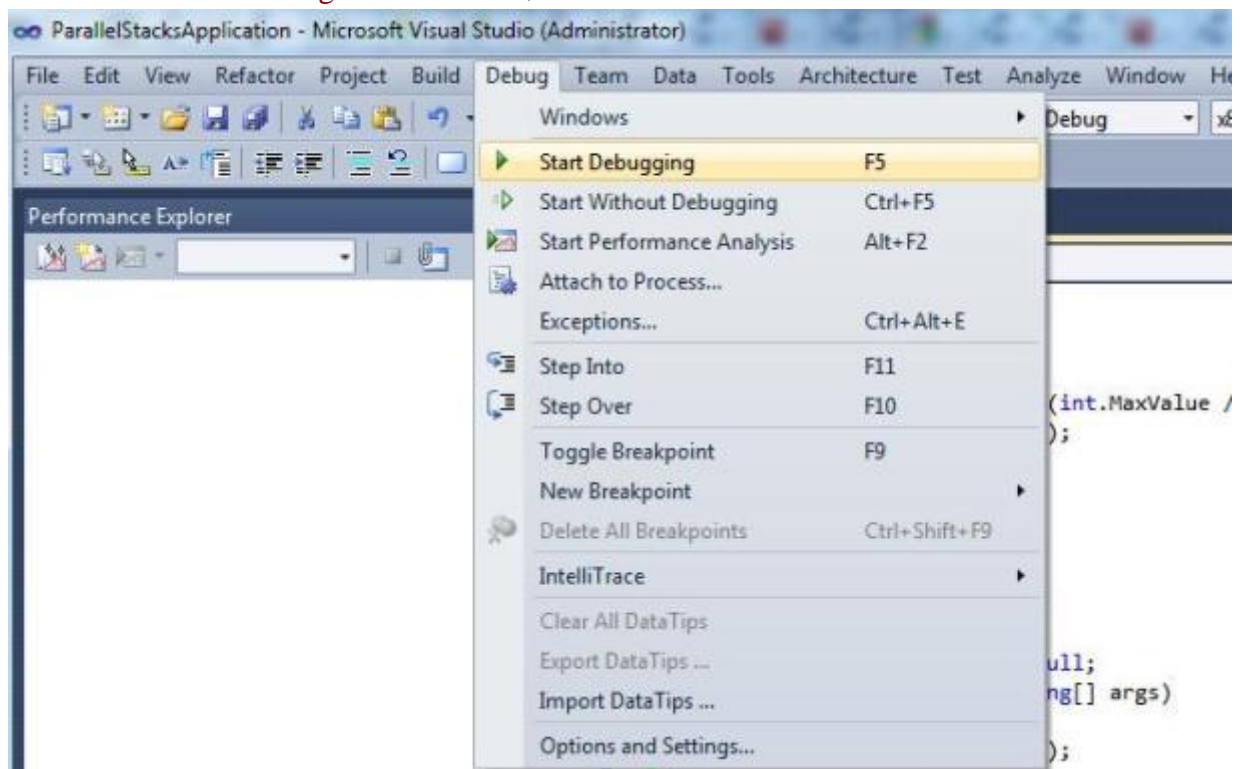 ParallelStacksApplication - Microsoft Visual Studio (Administrator)
File Edit View Refactor Project Build Debug Team Data Tools Architecture Test Analyze Window He
Windows
Debug
Start Debugging F5
Start Without Debugging Ctrl+F5
Performance Explorer
Start Performance Analysis Alt+F2
Attach to Process...
Exceptions... Ctrl+Alt+E
Step Into F11
Step Over F10
(int.MaxValue /
);
Toggle Breakpoint F9
New Breakpoint
Delete All Breakpoints Ctrl+Shift+F9
IntelliTrace
Clear All DataTips
Export DataTips ...
ull;
Import DataTips ...
ng[] args)
Options and Settings...
);